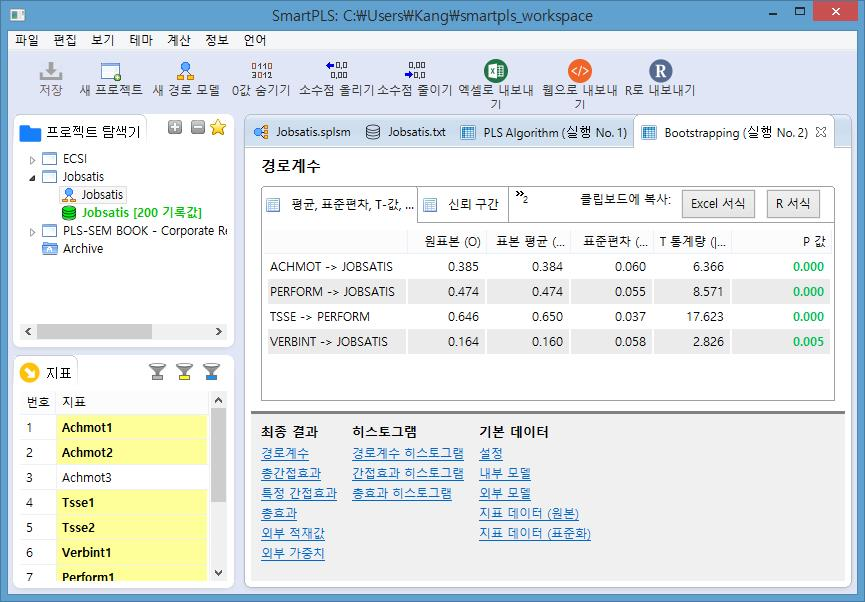 SmartPLS: C:₩Users₩Kang₩smartpls_workspace
파일 편집 보기 테마 계산 정보 언어
저장 새 프로젝트 새 경로 모델 0값 숨기기 소수점 올리기 소수점 줄이기 엑셀로 내보내기 웹으로 내보내기 R로 내보내기
프로젝트 탐색기
ECSI
Jobsatis
Jobsatis
Jobsatis [200 기록값]
PLS-SEM BOOK - Corporate Re
Archive
지표
번호 지표
1 Achmot1
2 Achmot2
3 Achmot3
4 Tsse1
5 Tsse2
6 Verbint1
7 Perform1
Jobsatis.splsm Jobsatis.txt PLS Algorithm (실행 No. 1) Bootstrapping (실행 No. 2)
경로계수
평균, 표준편차, T-값, ... 신뢰 구간 »2 클립보드에 복사: Excel 서식 R 서식
원표본 (O) 표본 평균 (... 표준편차 (... T 통계량 (|... P 값
ACHMOT -> JOBSATIS 0.385 0.384 0.060 6.366 0.000
PERFORM -> JOBSATIS 0.474 0.474 0.055 8.571 0.000
TSSE -> PERFORM 0.646 0.650 0.037 17.623 0.000
VERBINT -> JOBSATIS 0.164 0.160 0.058 2.826 0.005
최종 결과 히스토그램 기본 데이터
경로계수 경로계수 히스토그램 설정
총간접효과 간접효과 히스토그램 내부 모델
특정 간접효과 총효과 히스토그램 외부 모델
총효과 지표 데이터 (원본)
외부 적재값 지표 데이터 (표준화)
외부 가중치